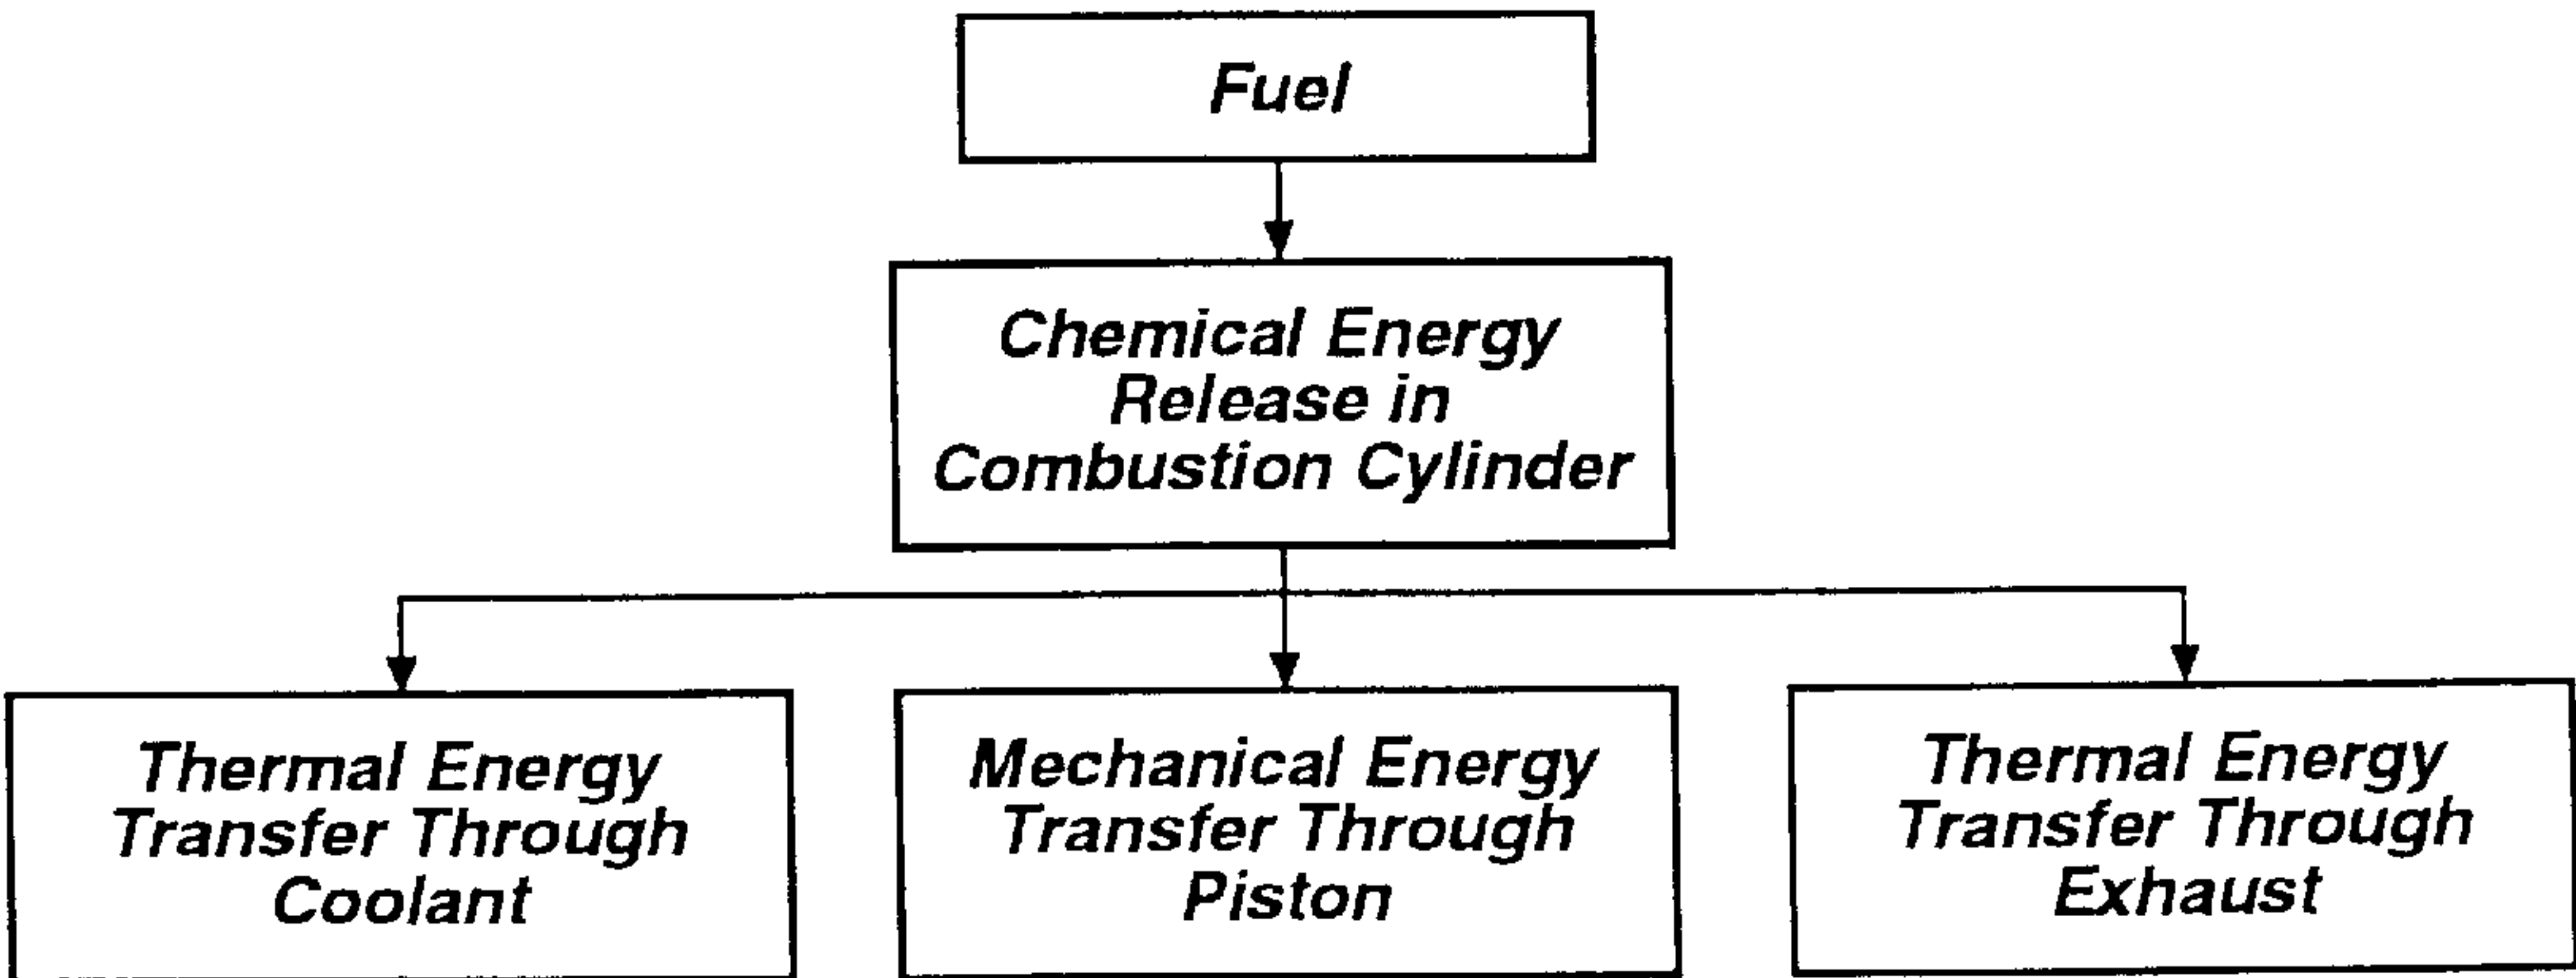 Fuel
Chemical Energy
Release in
Combustion Cylinder
Thermal Energy
Transfer Through
Coolant
Mechanical Energy
Transfer Through
Piston
Thermal Energy
Transfer Through
Exhaust